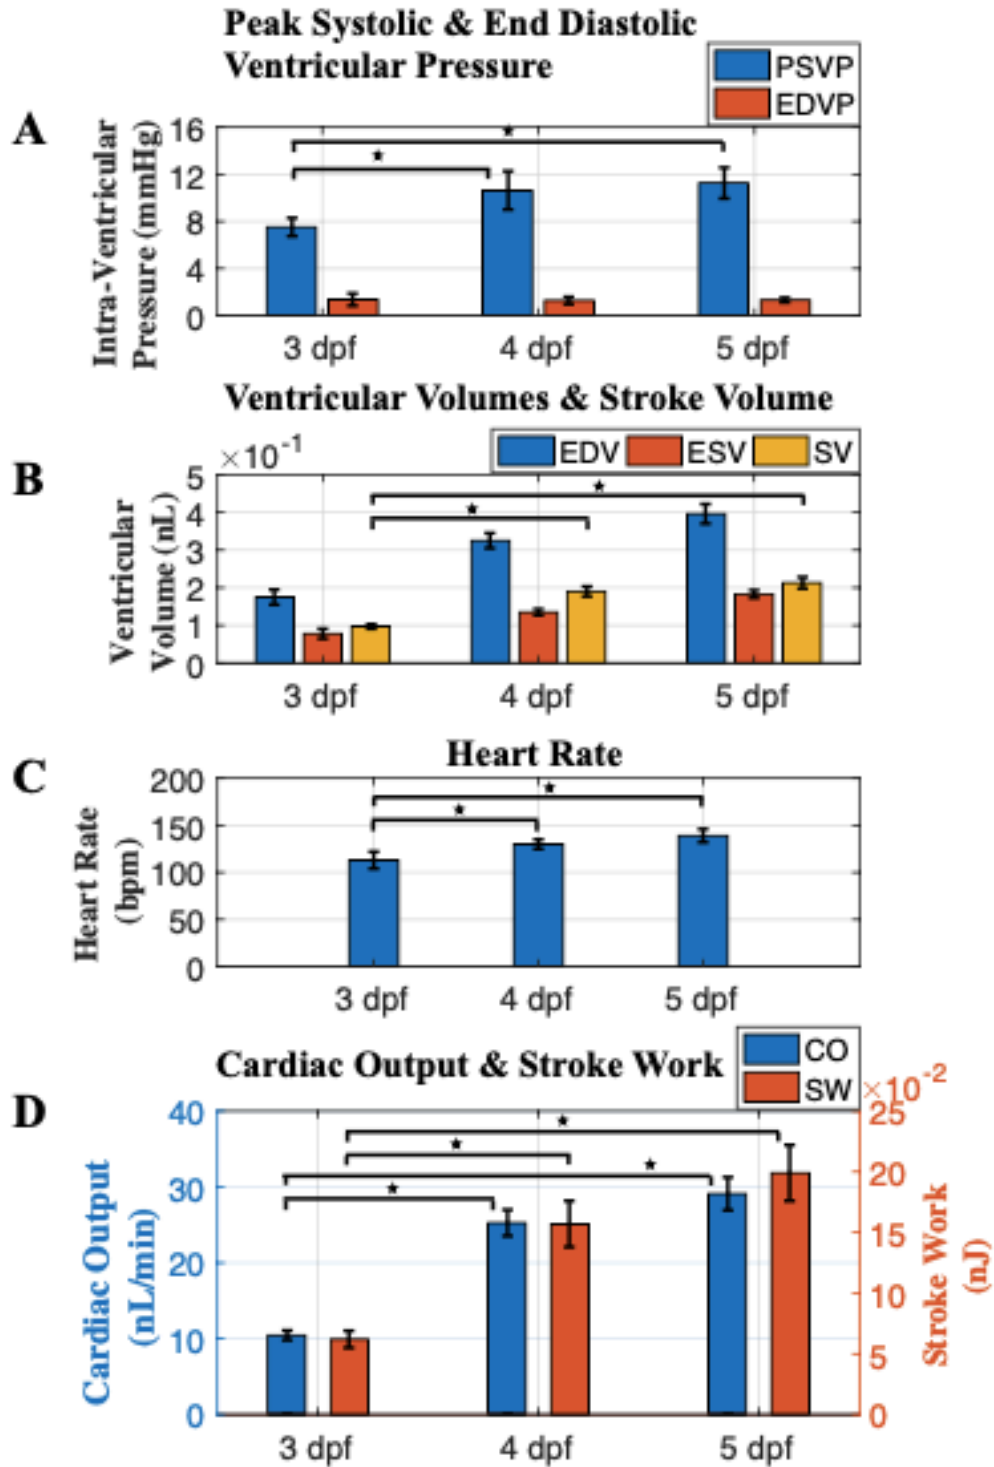 Peak Systolic & End Diastolic
Ventricular Pressure
PSVP
EDVP
A
Intra-Ventricular
Pressure (mmHg)
16
12
8
4
0
★
★
3 dpf
4 dpf
5 dpf
Ventricular Volumes & Stroke Volume
EDV
ESV
SV
B
×10⁻¹
Ventricular
Volume (nL)
5
4
3
2
1
0
★
★
3 dpf
4 dpf
5 dpf
Heart Rate
C
Heart Rate
(bpm)
200
150
100
50
0
★
★
3 dpf
4 dpf
5 dpf
Cardiac Output & Stroke Work
CO
SW
D
×10⁻²
Cardiac Output
(nL/min)
40
30
20
10
0
★
★
★
★
25
20
15
10
5
0
Stroke Work
(nJ)
3 dpf
4 dpf
5 dpf